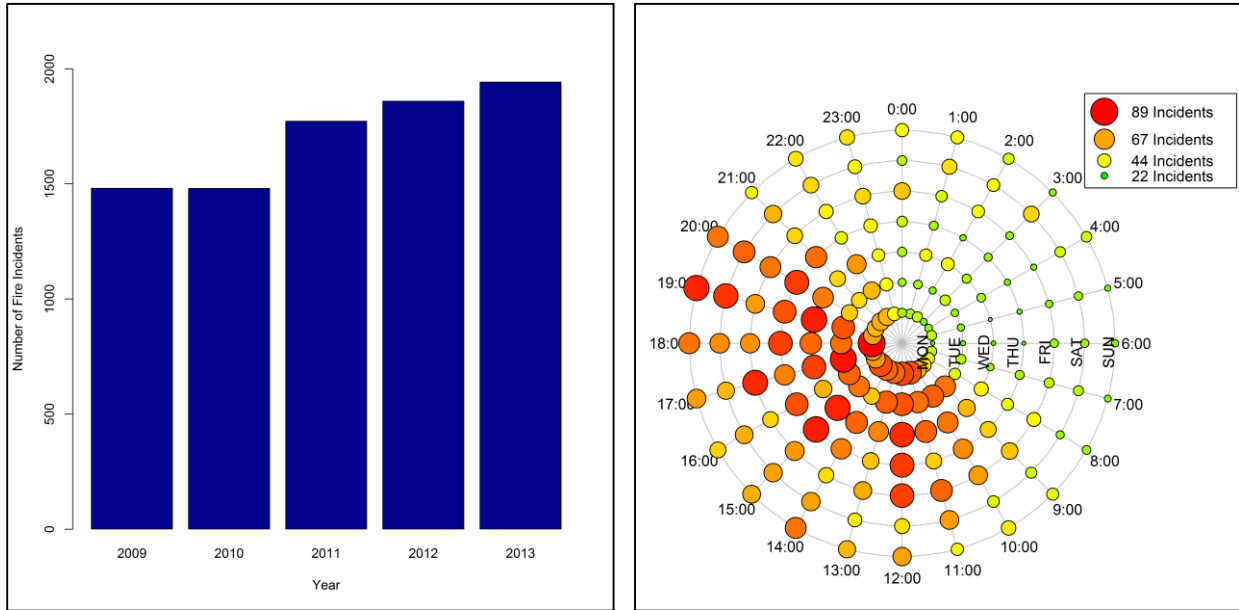 2000
1500
1000
500
0
Number of Fire Incidents
2009 2010 2011 2012 2013
Year
89 Incidents
67 Incidents
44 Incidents
22 Incidents
0:00
1:00
2:00
3:00
4:00
5:00
6:00
7:00
8:00
9:00
10:00
11:00
12:00
13:00
14:00
15:00
16:00
17:00
18:00
19:00
20:00
21:00
22:00
23:00
MON
TUE
WED
THU
FRI
SAT
SUN